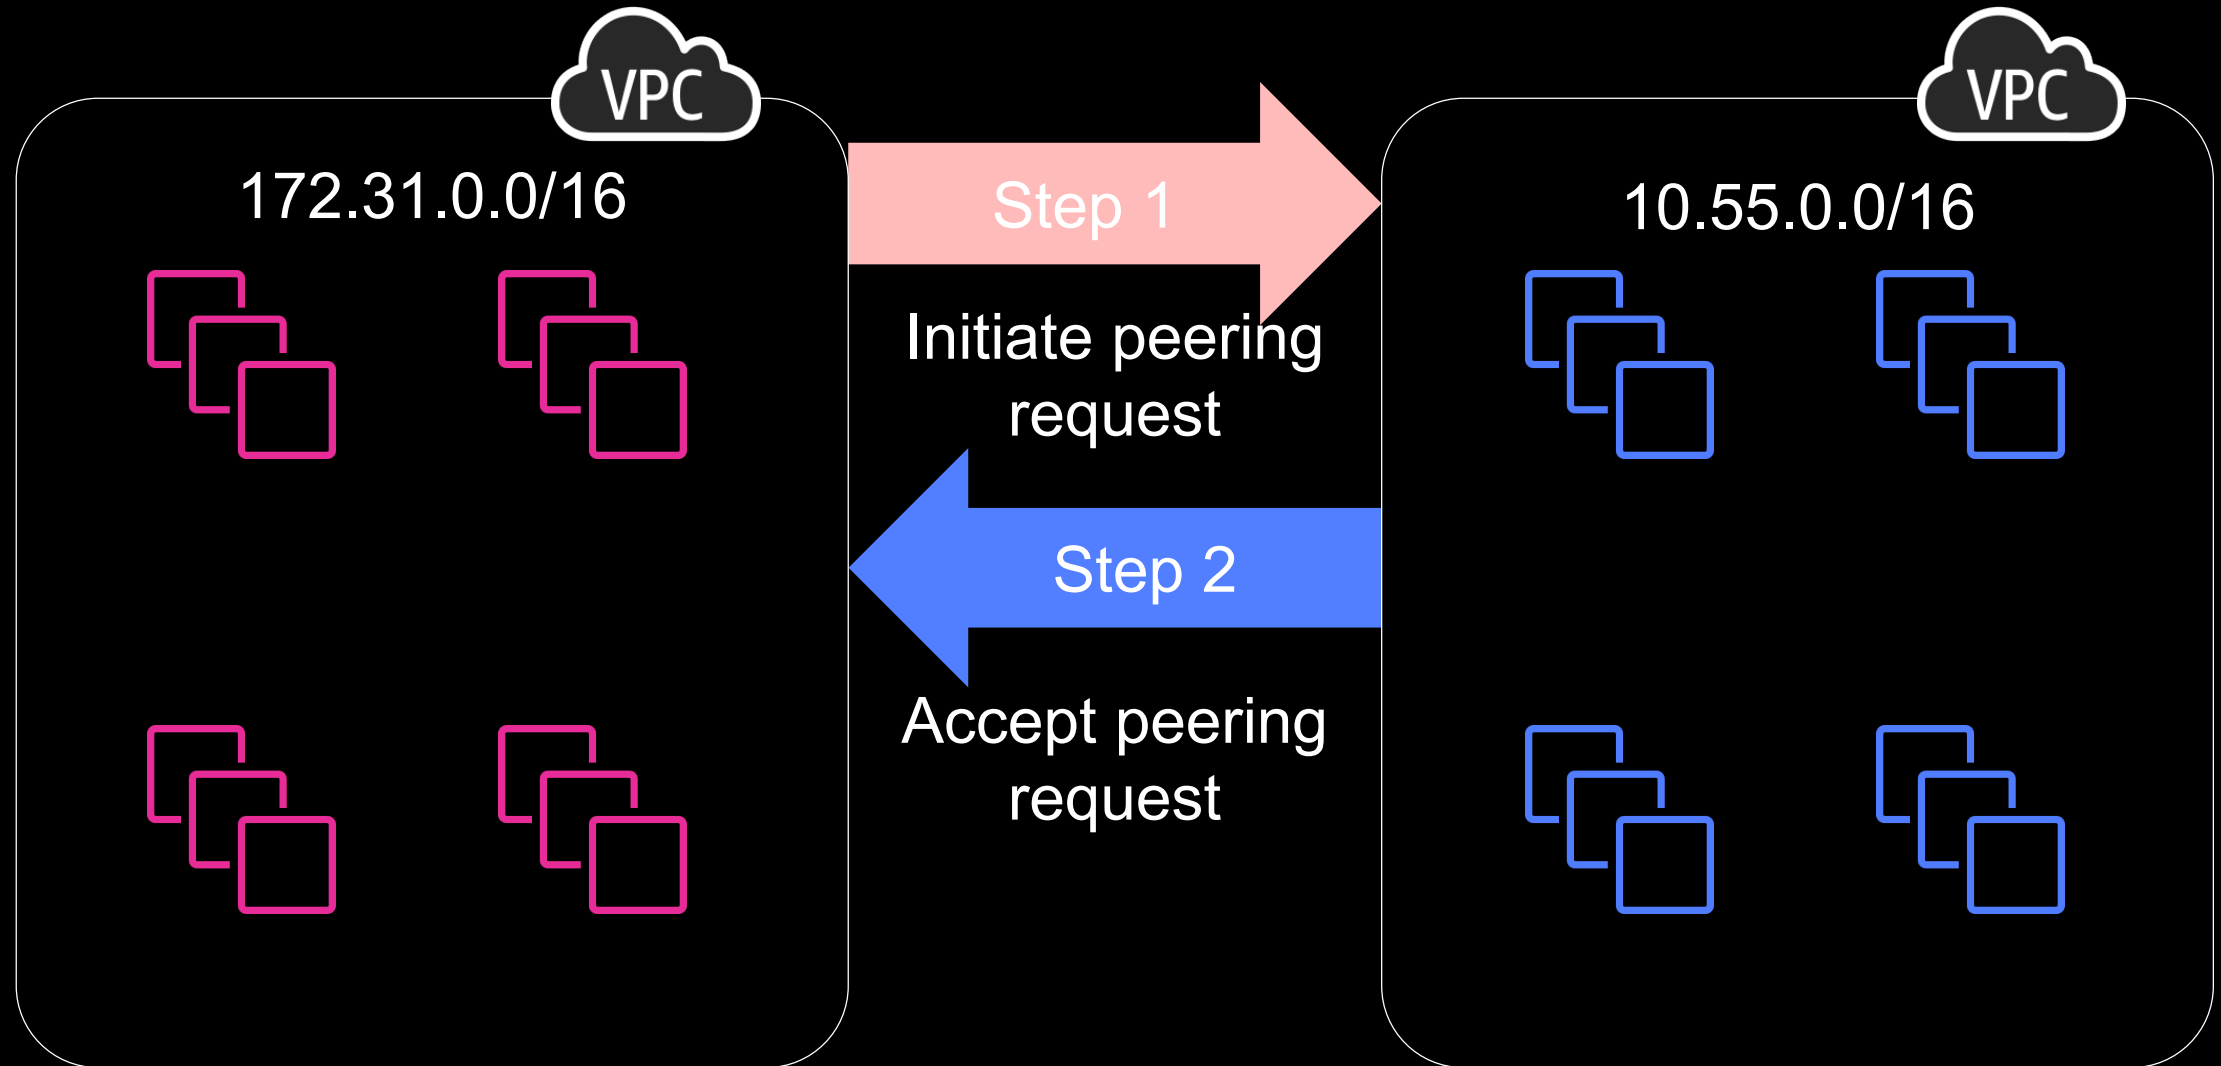 VPC
172.31.0.0/16
Step 1
Initiate peering
request
Step 2
Accept peering
request
VPC
10.55.0.0/16